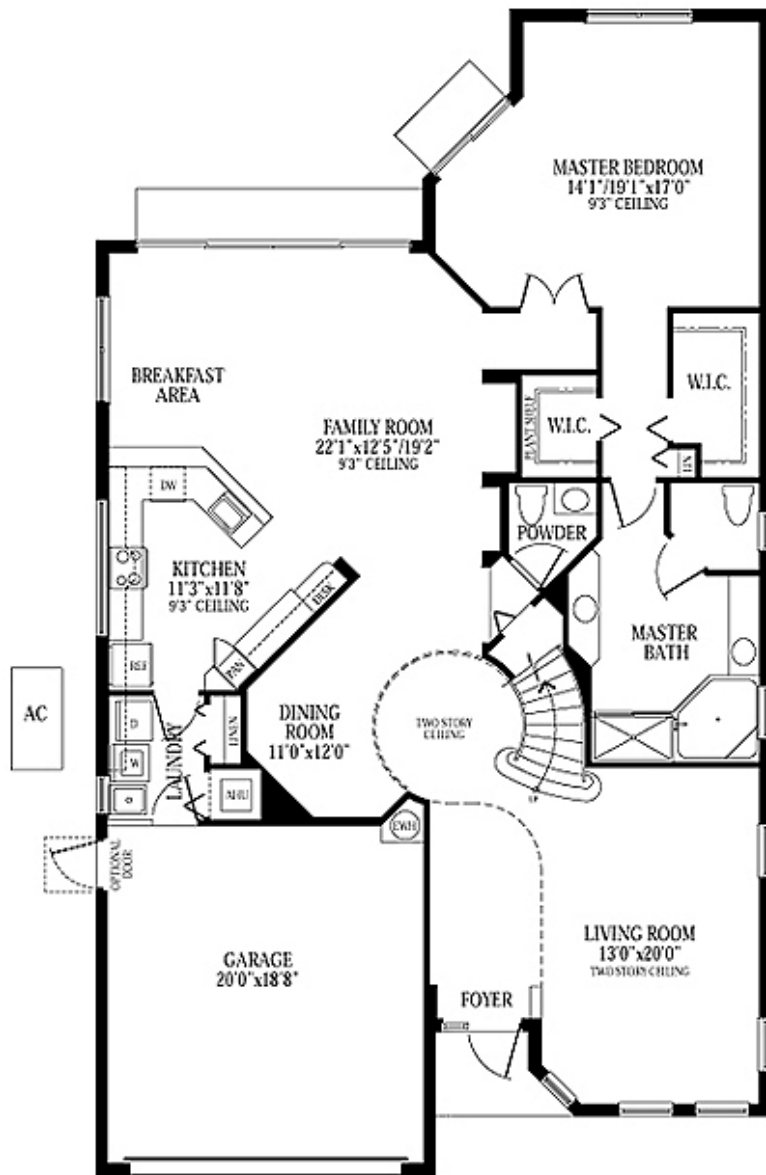 MASTER BEDROOM
14'1"/19'1"x17'0"
9'3" CEILING
BREAKFAST
AREA
W.I.C.
PLANT SHELF
W.I.C.
FAMILY ROOM
22'1"x12'5"/19'2"
9'3" CEILING
LIN
DW
POWDER
KITCHEN
11'3"x11'8"
9'3" CEILING
DESK
MASTER
BATH
REF
PAN
AC
DINING
ROOM
11'0"x12'0"
TWO STORY
CEILING
D
LINEN
LAUNDRY
W
AHU
UP
EWH
OPTIONAL
DOOR
GARAGE
20'0"x18'8"
LIVING ROOM
13'0"x20'0"
TWO STORY CEILING
FOYER